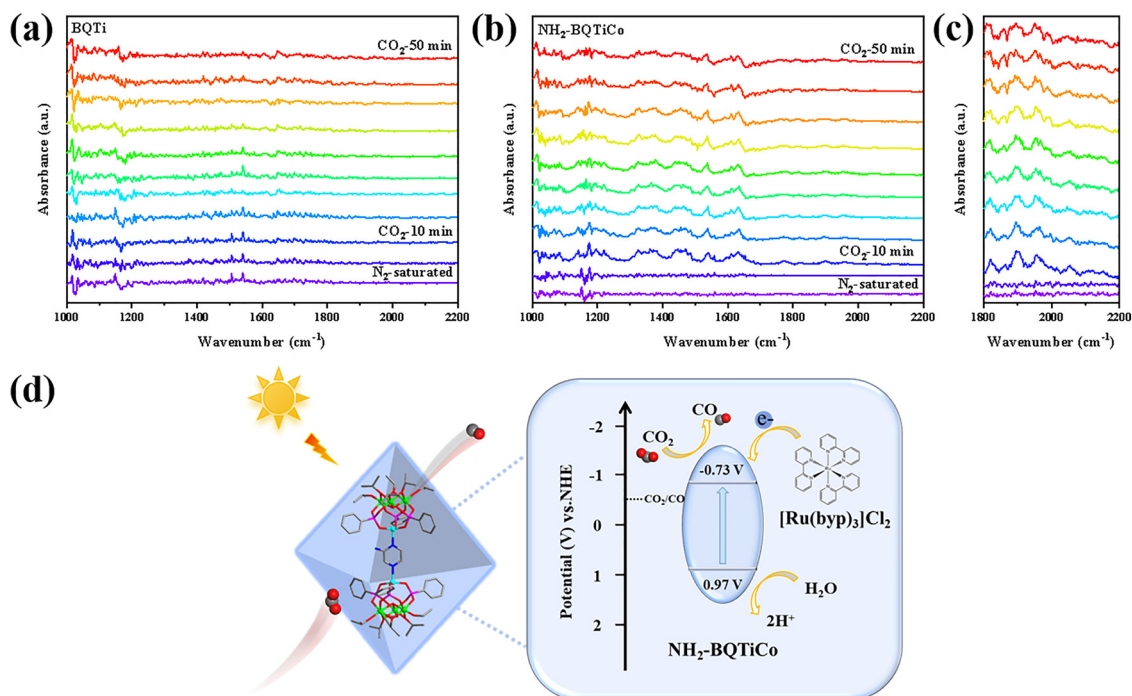 (a)
BQTi
CO₂-50 min
CO₂-10 min
N₂-saturated
Absorbance (a.u.)
1000 1200 1400 1600 1800 2000 2200
Wavenumber (cm⁻¹)
(b)
NH₂-BQTiCo
CO₂-50 min
CO₂-10 min
N₂-saturated
Absorbance (a.u.)
1000 1200 1400 1600 1800 2000 2200
Wavenumber (cm⁻¹)
(c)
Absorbance (a.u.)
1800 2000 2200
Wavenumber (cm⁻¹)
(d)
Potential (V) vs.NHE
-2
-1
0
1
2
CO₂
CO
e-
-0.73 V
CO₂/CO
[Ru(byp)₃]Cl₂
0.97 V
H₂O
2H⁺
NH₂-BQTiCo